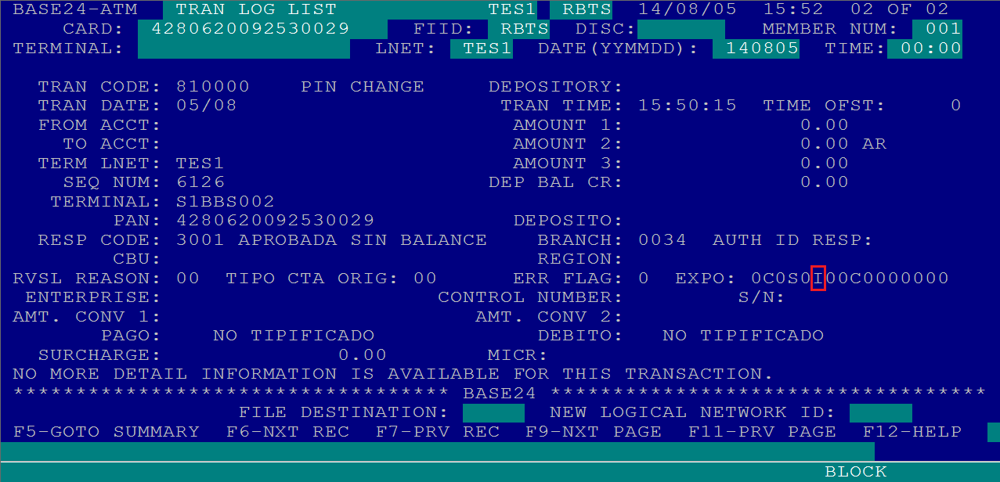 BASE24-ATM TRAN LOG LIST TES1 RBTS 14/08/05 15:52 02 OF 02
CARD: 4280620092530029 FIID: RBTS DISC: MEMBER NUM: 001
TERMINAL: LNET: TES1 DATE(YYMMDD): 140805 TIME: 00:00
TRAN CODE: 810000 PIN CHANGE DEPOSITORY:
TRAN DATE: 05/08 TRAN TIME: 15:50:15 TIME OFST: 0
FROM ACCT: AMOUNT 1: 0.00
TO ACCT: AMOUNT 2: 0.00 AR
TERM LNET: TES1 AMOUNT 3: 0.00
SEQ NUM: 6126 DEP BAL CR: 0.00
TERMINAL: S1BBS002
PAN: 4280620092530029 DEPOSITO:
RESP CODE: 3001 APROBADA SIN BALANCE BRANCH: 0034 AUTH ID RESP:
CBU: REGION:
RVSL REASON: 00 TIPO CTA ORIG: 00 ERR FLAG: 0 EXPO: 0C0S0I00C0000000
ENTERPRISE: CONTROL NUMBER: S/N:
AMT. CONV 1: AMT. CONV 2:
PAGO: NO TIPIFICADO DEBITO: NO TIPIFICADO
SURCHARGE: 0.00 MICR:
NO MORE DETAIL INFORMATION IS AVAILABLE FOR THIS TRANSACTION.
*********************************** BASE24 ***********************************
FILE DESTINATION: NEW LOGICAL NETWORK ID:
F5-GOTO SUMMARY F6-NXT REC F7-PRV REC F9-NXT PAGE F11-PRV PAGE F12-HELP
BLOCK